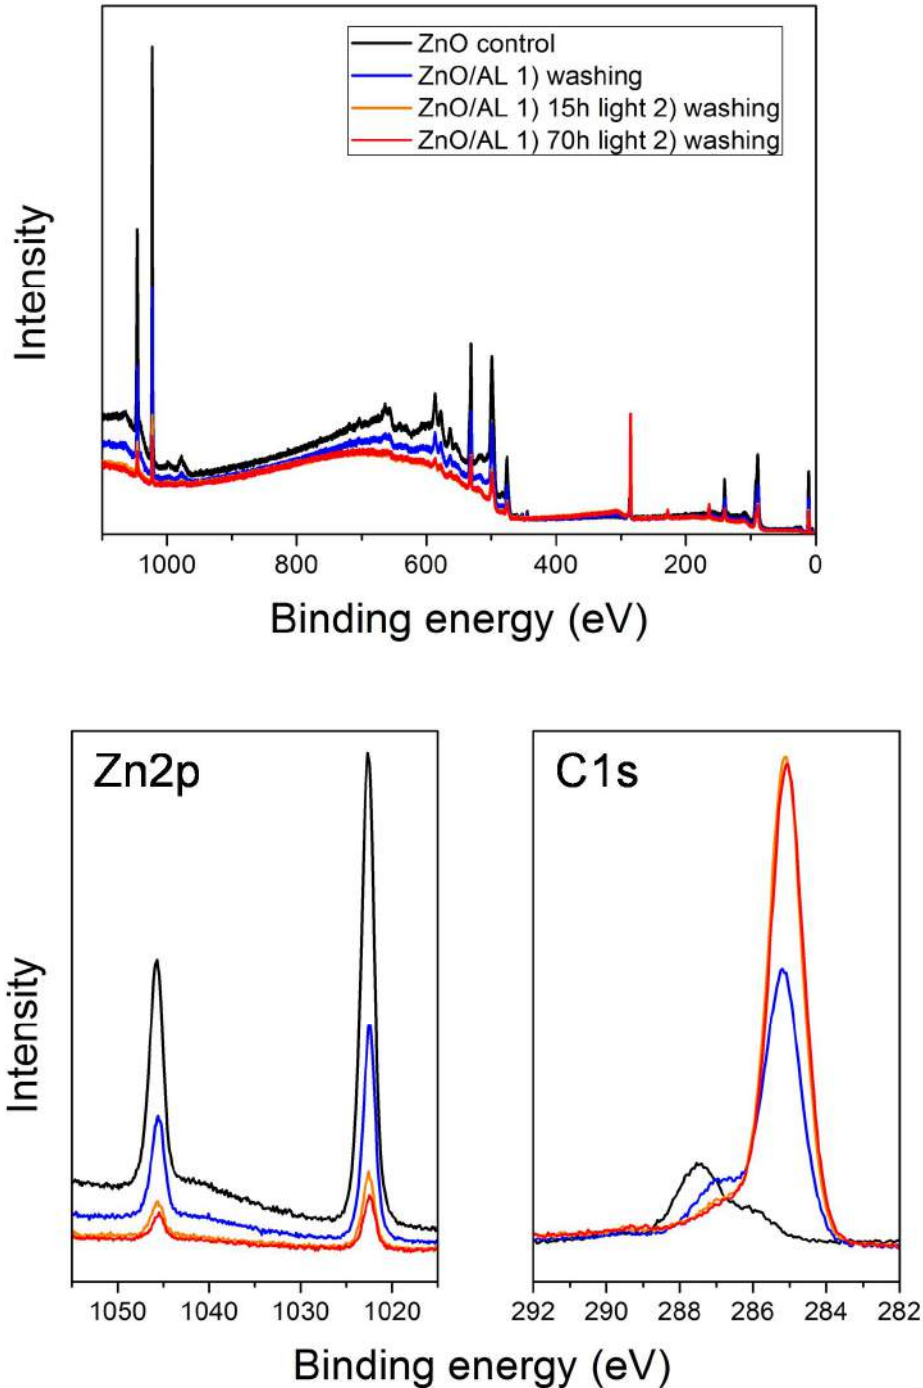 ZnO control
ZnO/AL 1) washing
ZnO/AL 1) 15h light 2) washing
ZnO/AL 1) 70h light 2) washing
Intensity
1000 800 600 400 200 0
Binding energy (eV)
Zn2p
C1s
Intensity
1050 1040 1030 1020
292 290 288 286 284 282
Binding energy (eV)